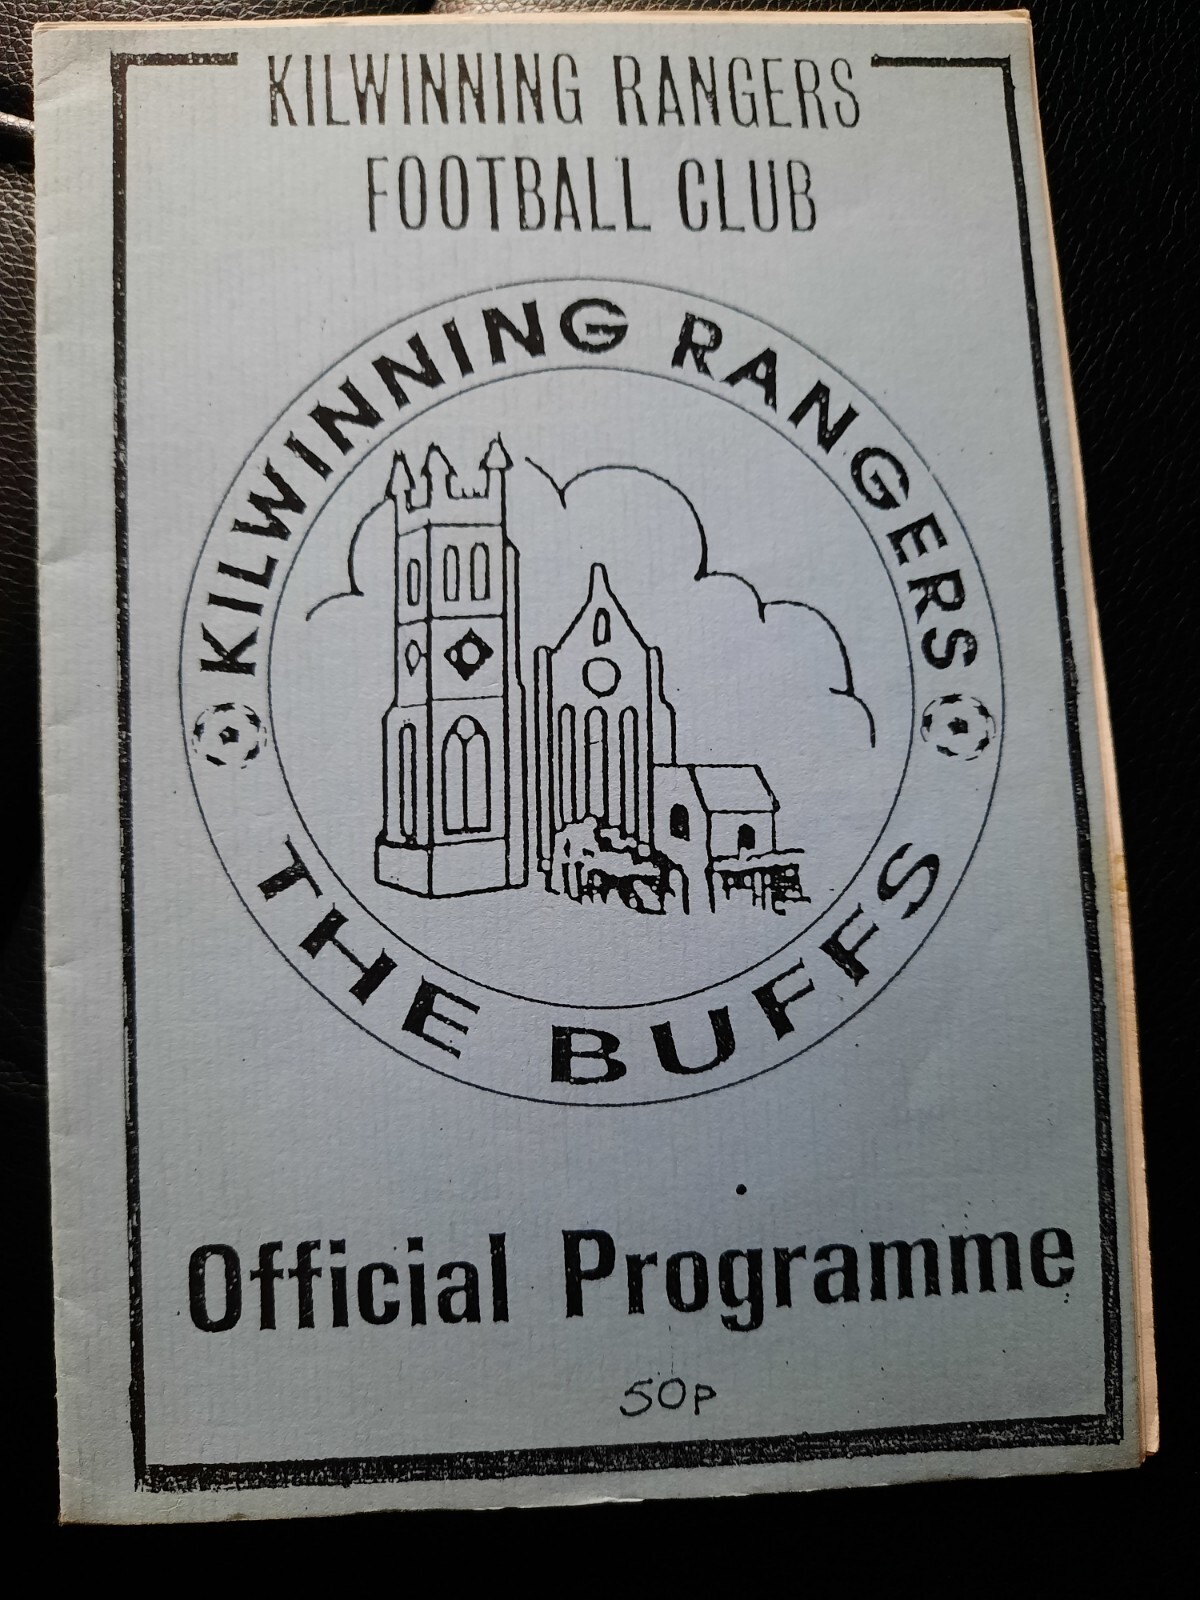 KILWINNING RANGERS
FOOTBALL CLUB
KILWINNING RANGERS
THE BUFFS
Official Programme
50p